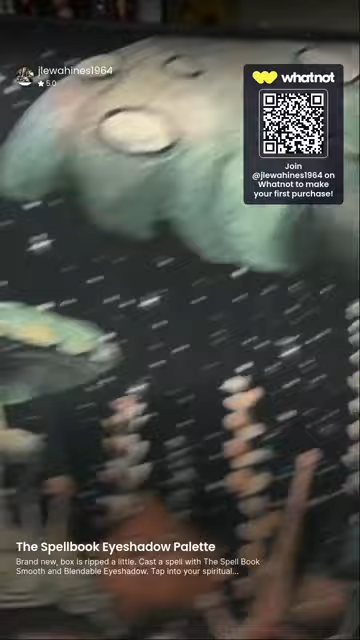 jlewahines1964
★ 5.0
whatnot
Join
@jlewahines1964 on
Whatnot to make
your first purchase!
The Spellbook Eyeshadow Palette
Brand new, box is ripped a little. Cast a spell with The Spell Book
Smooth and Blendable Eyeshadow. Tap into your spiritual...